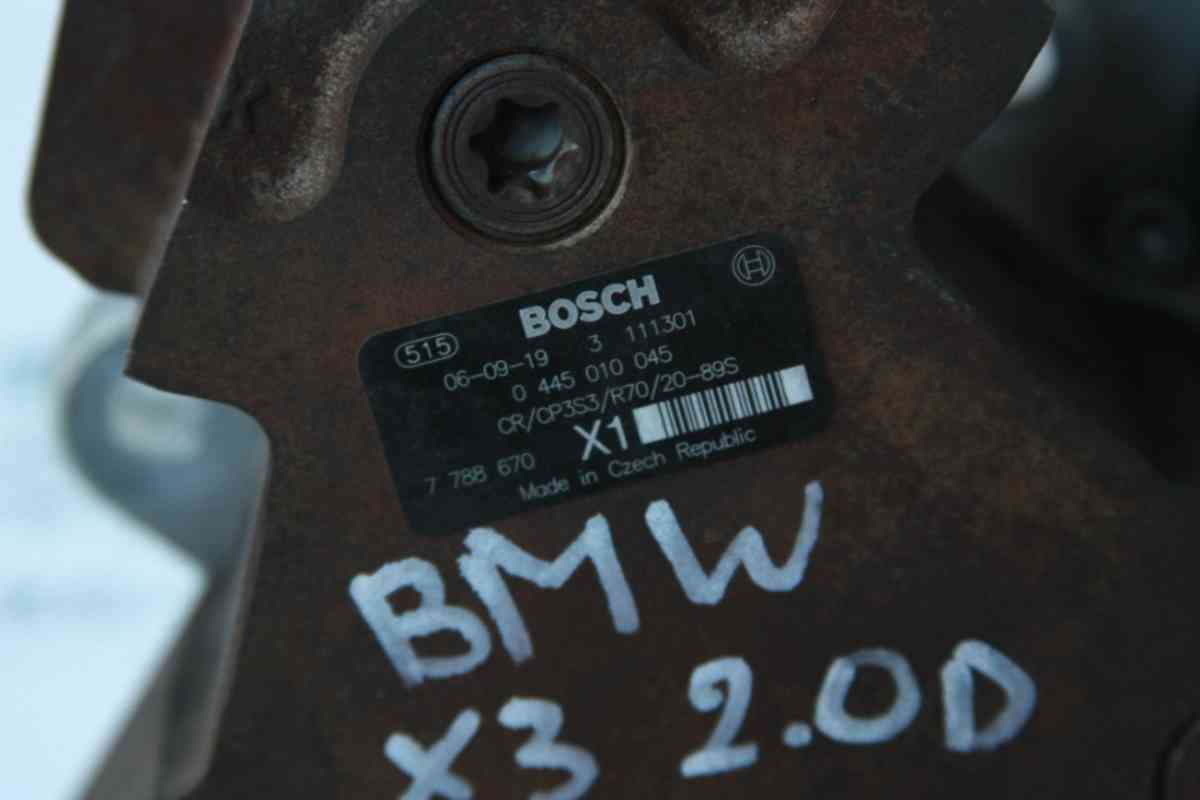 BOSCH
515
06-09-19 3 111301
0 445 010 045
CR/CP3S3/R70/20-89S
X1
7 788 670
Made in Czech Republic
BMW
X3 2.0D